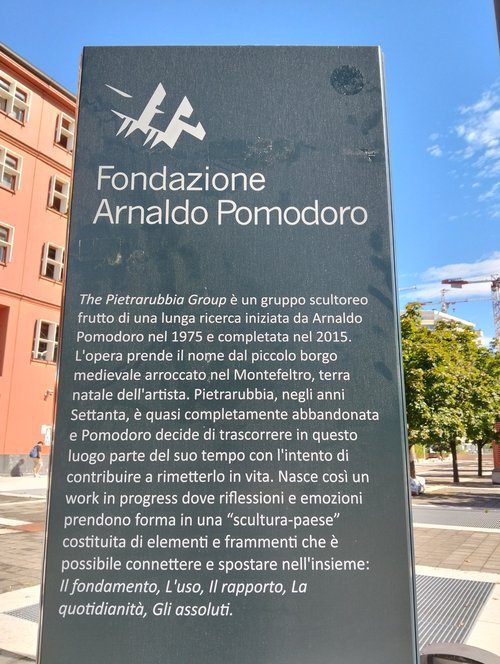 Fondazione
Arnaldo Pomodoro
The Pietrarubbia Group è un gruppo scultoreo
frutto di una lunga ricerca iniziata da Arnaldo
Pomodoro nel 1975 e completata nel 2015.
L'opera prende il nome dal piccolo borgo
medievale arroccato nel Montefeltro, terra
natale dell'artista. Pietrarubbia, negli anni
Settanta, è quasi completamente abbandonata
e Pomodoro decide di trascorrere in questo
luogo parte del suo tempo con l'intento di
contribuire a rimetterlo in vita. Nasce così un
work in progress dove riflessioni e emozioni
prendono forma in una “scultura-paese”
costituita di elementi e frammenti che è
possibile connettere e spostare nell'insieme:
Il fondamento, L'uso, Il rapporto, La
quotidianità, Gli assoluti.